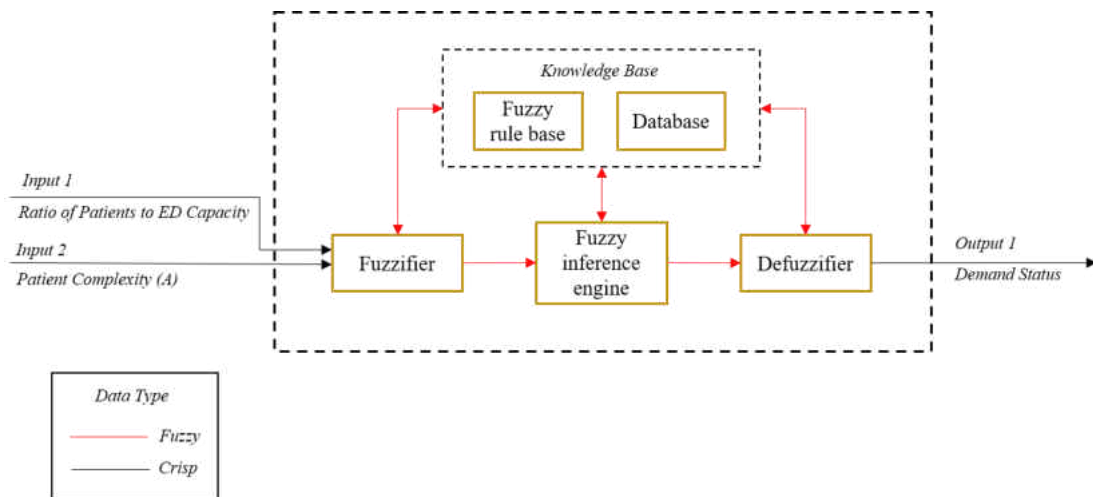 Knowledge Base
Fuzzy
rule base
Database
Input 1
Ratio of Patients to ED Capacity
Input 2
Patient Complexity (A)
Fuzzifier
Fuzzy
inference
engine
Defuzzifier
Output 1
Demand Status
Data Type
Fuzzy
Crisp